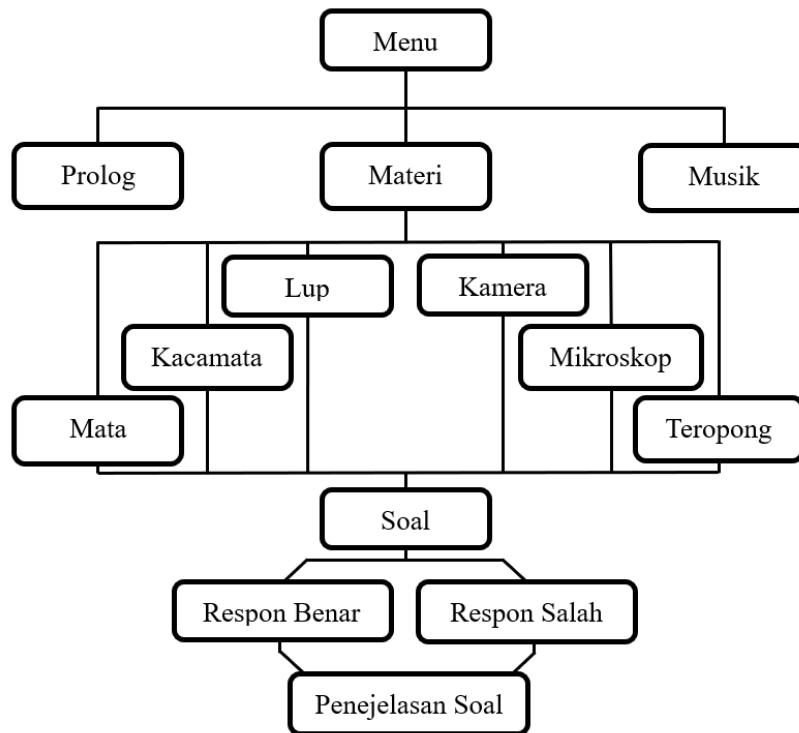 Menu
Prolog
Materi
Musik
Lup
Kamera
Kacamata
Mikroskop
Mata
Teropong
Soal
Respon Benar
Respon Salah
Penejelasan Soal